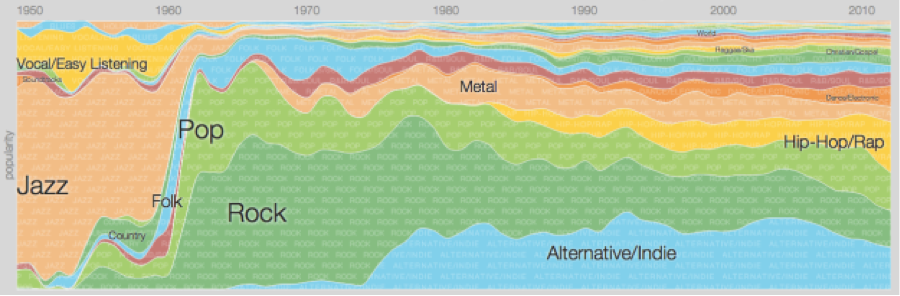 1950 1960 1970 1980 1990 2000 2010
World
Reggae/Ska
Christian/Gospel
Vocal/Easy Listening
Soundtracks
Metal
Dance/Electronic
Pop
Hip-Hop/Rap
popularity
Jazz
Folk
Rock
Country
Alternative/Indie